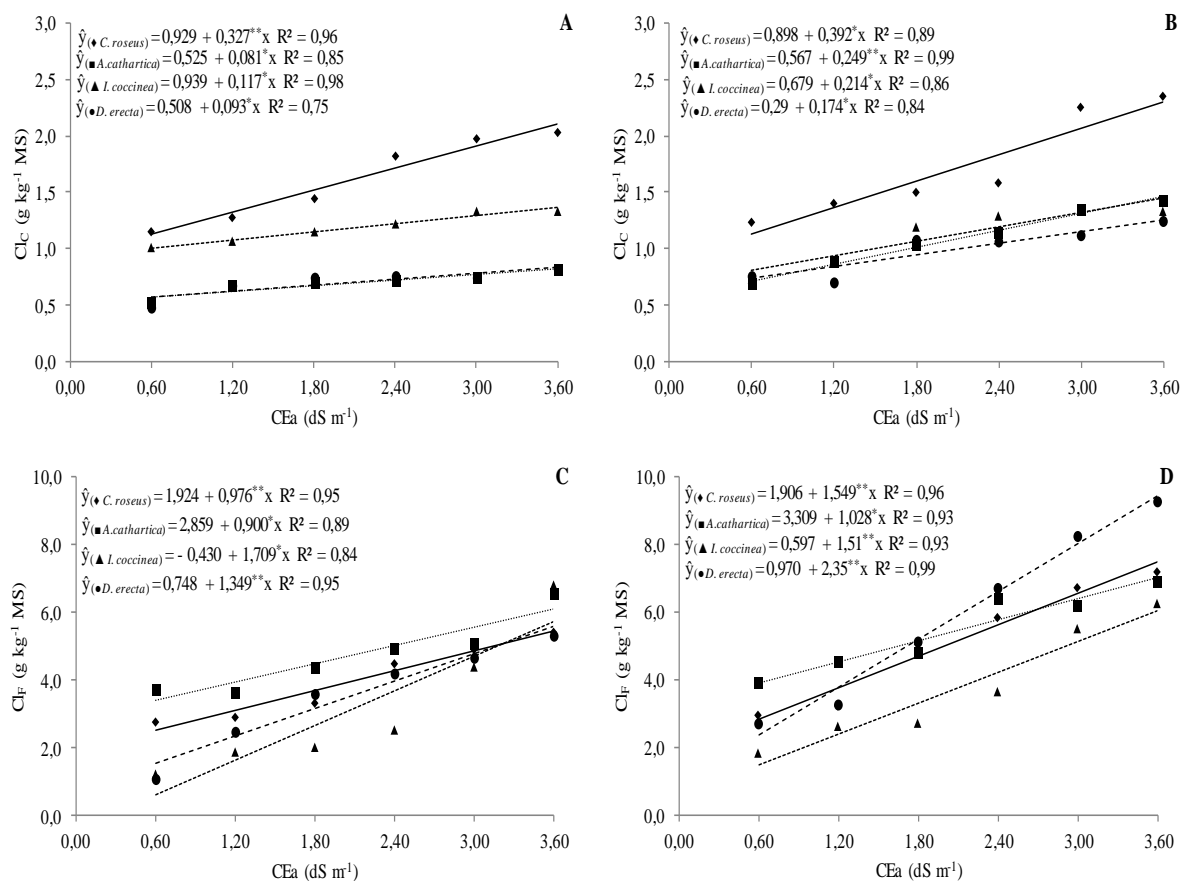 A
ŷ(♦ C. roseus) = 0,929 + 0,327**x R² = 0,96
ŷ(■ A.cathartica) = 0,525 + 0,081*x R² = 0,85
ŷ(▲ I. coccinea) = 0,939 + 0,117*x R² = 0,98
ŷ(● D. erecta) = 0,508 + 0,093*x R² = 0,75
3,0
2,5
2,0
1,5
1,0
0,5
0,0
Cl_C (g kg⁻¹ MS)
0,00 0,60 1,20 1,80 2,40 3,00 3,60
CEa (dS m⁻¹)
B
ŷ(♦ C. roseus) = 0,898 + 0,392*x R² = 0,89
ŷ(■ A.cathartica) = 0,567 + 0,249**x R² = 0,99
ŷ(▲ I. coccinea) = 0,679 + 0,214*x R² = 0,86
ŷ(● D. erecta) = 0,29 + 0,174*x R² = 0,84
3,0
2,5
2,0
1,5
1,0
0,5
0,0
Cl_C (g kg⁻¹ MS)
0,00 0,60 1,20 1,80 2,40 3,00 3,60
CEa (dS m⁻¹)
C
ŷ(♦ C. roseus) = 1,924 + 0,976**x R² = 0,95
ŷ(■ A.cathartica) = 2,859 + 0,900*x R² = 0,89
ŷ(▲ I. coccinea) = - 0,430 + 1,709*x R² = 0,84
ŷ(● D. erecta) = 0,748 + 1,349**x R² = 0,95
10,0
8,0
6,0
4,0
2,0
0,0
Cl_F (g kg⁻¹ MS)
0,00 0,60 1,20 1,80 2,40 3,00 3,60
CEa (dS m⁻¹)
D
ŷ(♦ C. roseus) = 1,906 + 1,549**x R² = 0,96
ŷ(■ A.cathartica) = 3,309 + 1,028*x R² = 0,93
ŷ(▲ I. coccinea) = 0,597 + 1,51**x R² = 0,93
ŷ(● D. erecta) = 0,970 + 2,35**x R² = 0,99
10,0
8,0
6,0
4,0
2,0
0,0
Cl_F (g kg⁻¹ MS)
0,00 0,60 1,20 1,80 2,40 3,00 3,60
CEa (dS m⁻¹)